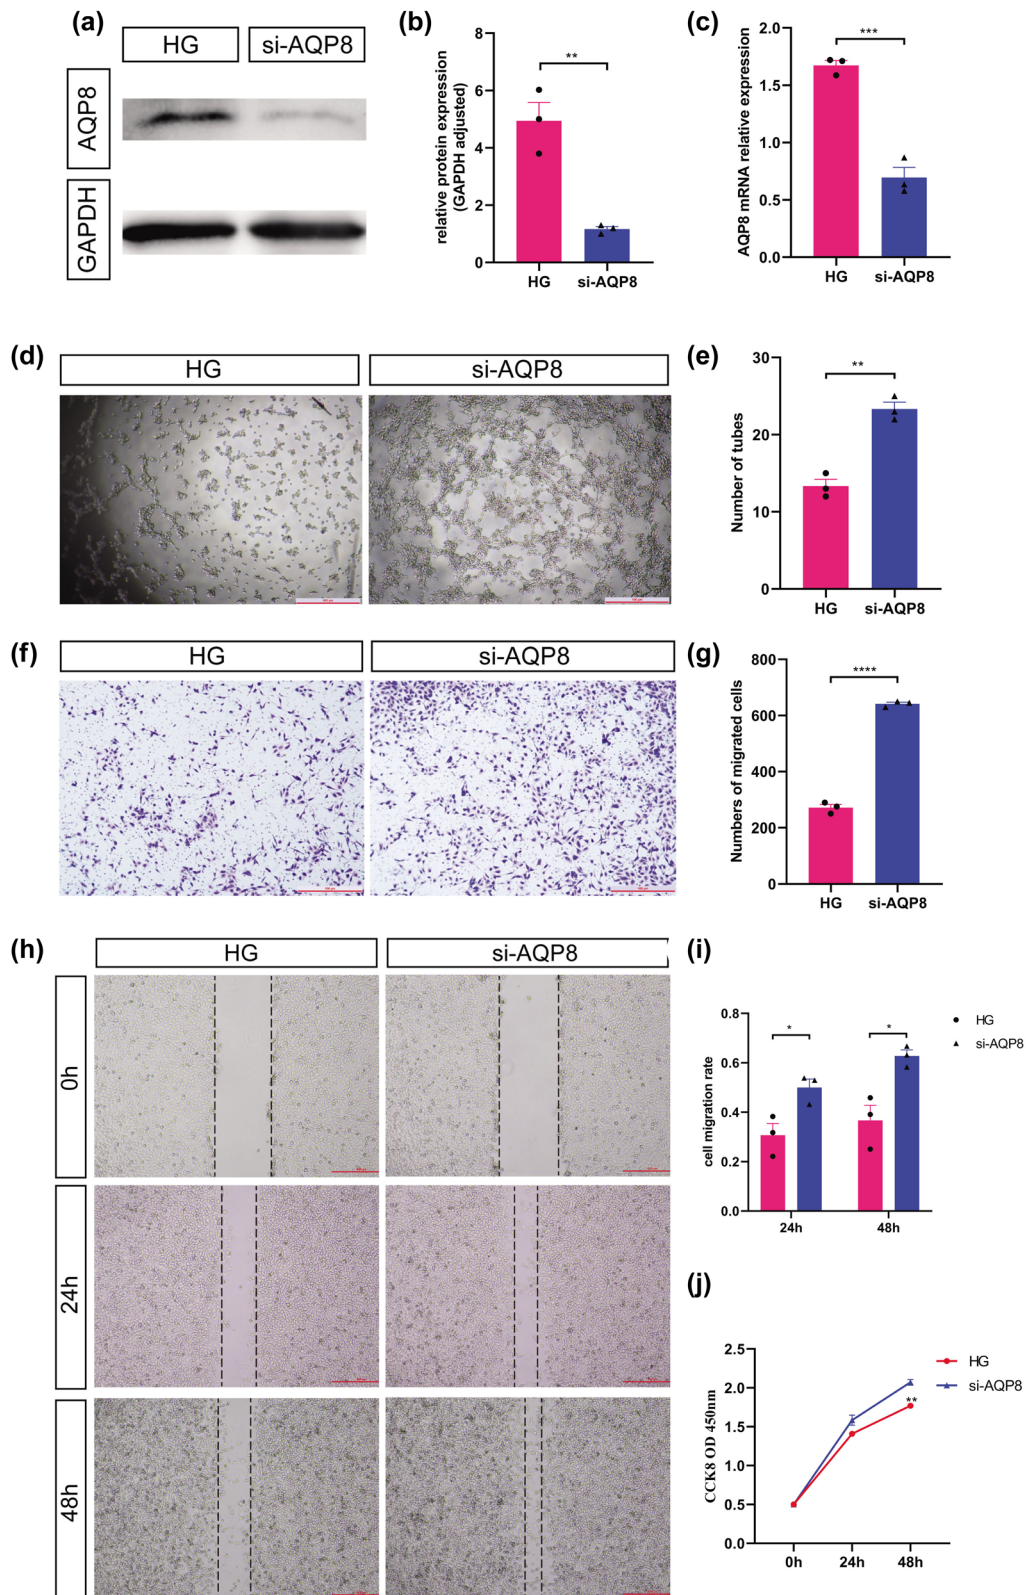 (a)
HG si-AQP8
AQP8
GAPDH
(b)
relative protein expression
(GAPDH adjusted)
8
6
4
2
0
**
HG si-AQP8
(c)
AQP8 mRNA relative expression
2.0
1.5
1.0
0.5
0.0
***
HG si-AQP8
(d)
HG si-AQP8
(e)
Number of tubes
30
20
10
0
**
HG si-AQP8
(f)
HG si-AQP8
(g)
Numbers of migrated cells
800
600
400
200
0
****
HG si-AQP8
(h)
HG si-AQP8
0h
24h
48h
(i)
cell migration rate
0.8
0.6
0.4
0.2
0.0
* *
24h 48h
HG
si-AQP8
(j)
CCK8 OD 450nm
2.5
2.0
1.5
1.0
0.5
0.0
**
0h 24h 48h
HG
si-AQP8